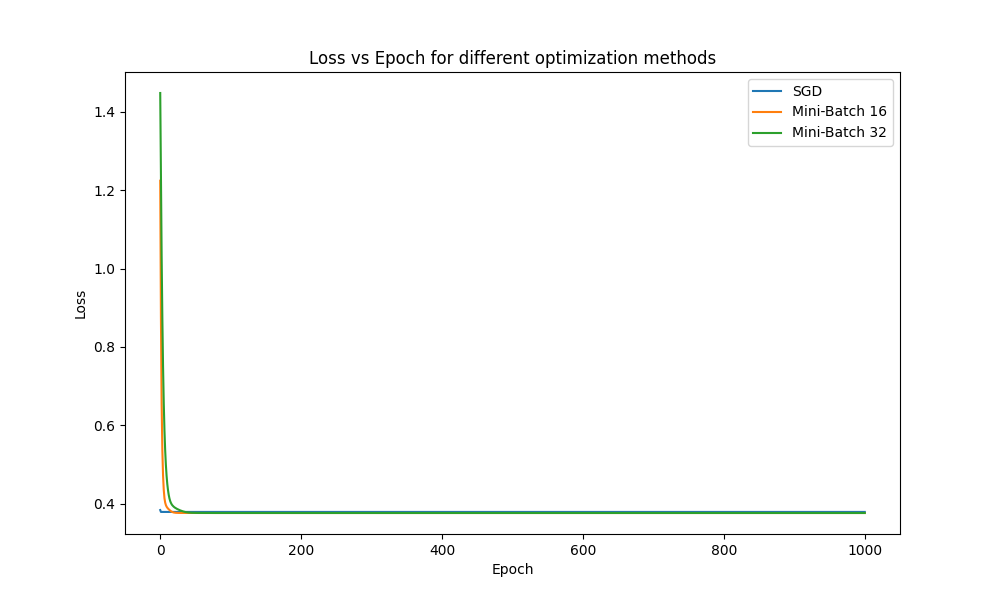 Loss vs Epoch for different optimization methods
SGD
Mini-Batch 16
Mini-Batch 32
Loss
1.4
1.2
1.0
0.8
0.6
0.4
0
200
400
600
800
1000
Epoch